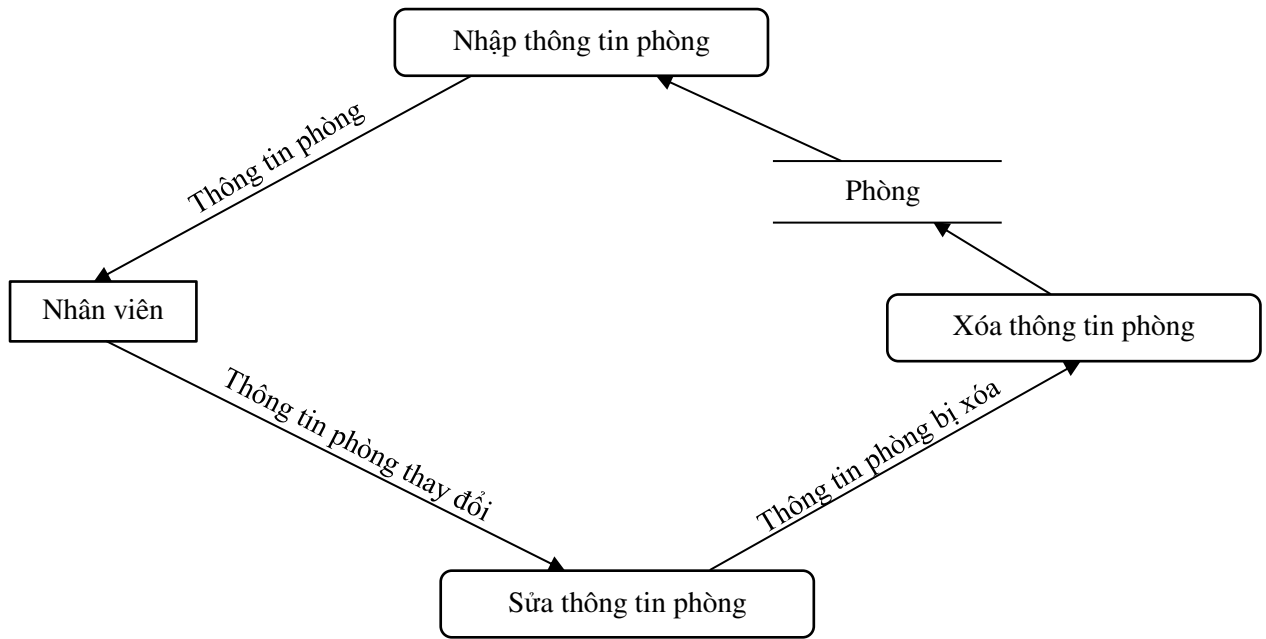 Nhập thông tin phòng
Thông tin phòng
Phòng
Nhân viên
Xóa thông tin phòng
Thông tin phòng thay đổi
Thông tin phòng bị xóa
Sửa thông tin phòng